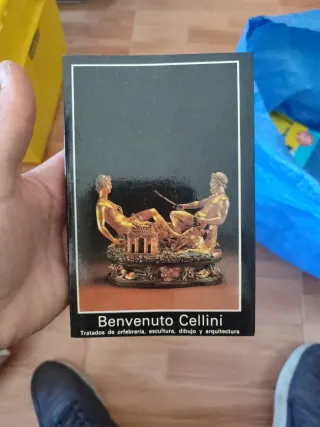 Benvenuto Cellini
Tratados de orfebrería, escultura, dibujo y arquitectura